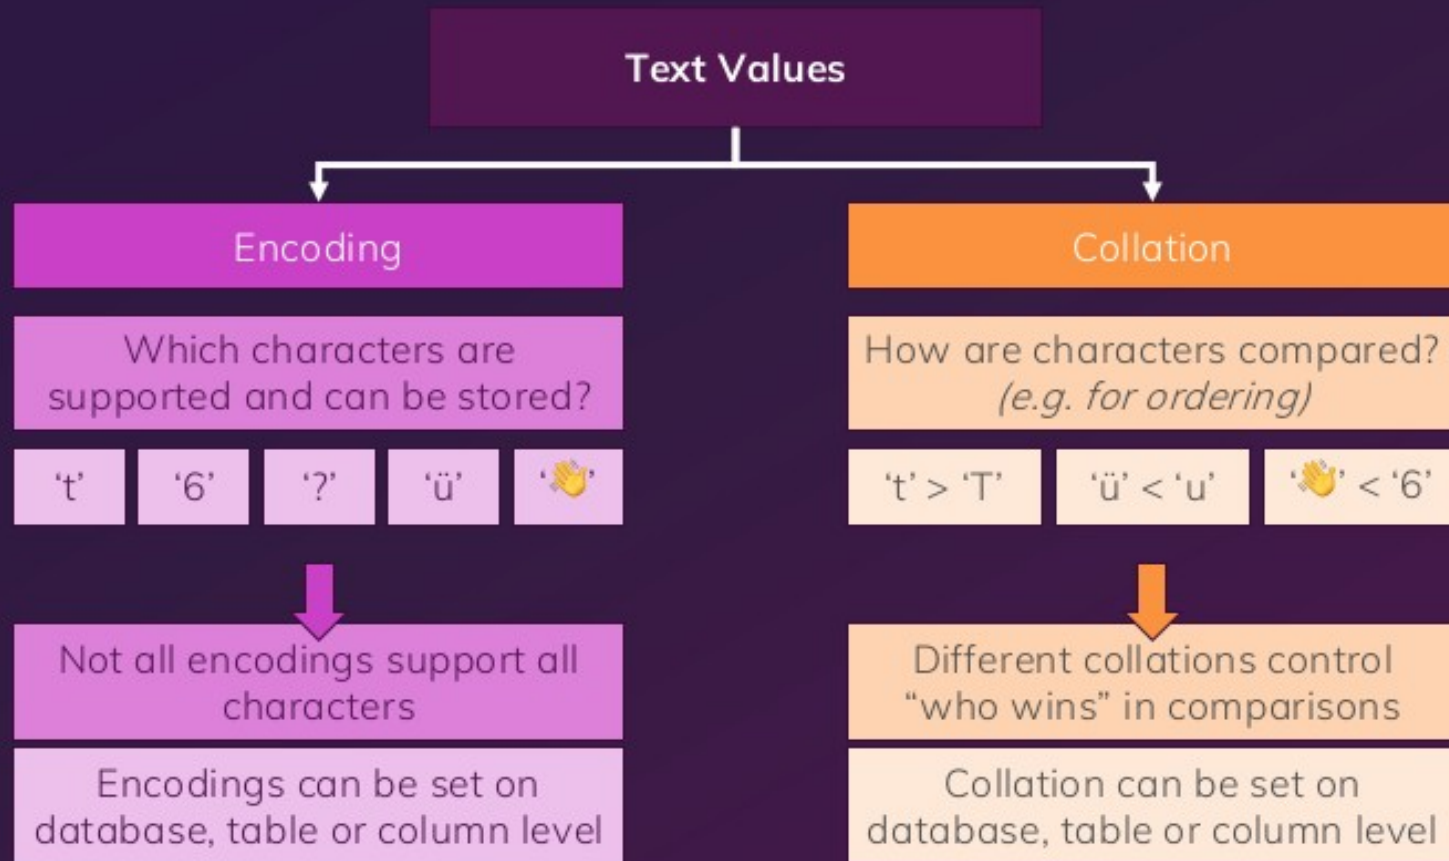 Text Values
Encoding
Which characters are
supported and can be stored?
‘t’ ‘6’ ‘?’ ‘ü’ ‘👋’
Not all encodings support all
characters
Encodings can be set on
database, table or column level
Collation
How are characters compared?
(e.g. for ordering)
‘t’ > ‘T’ ‘ü’ < ‘u’ ‘👋’ < ‘6’
Different collations control
“who wins” in comparisons
Collation can be set on
database, table or column level